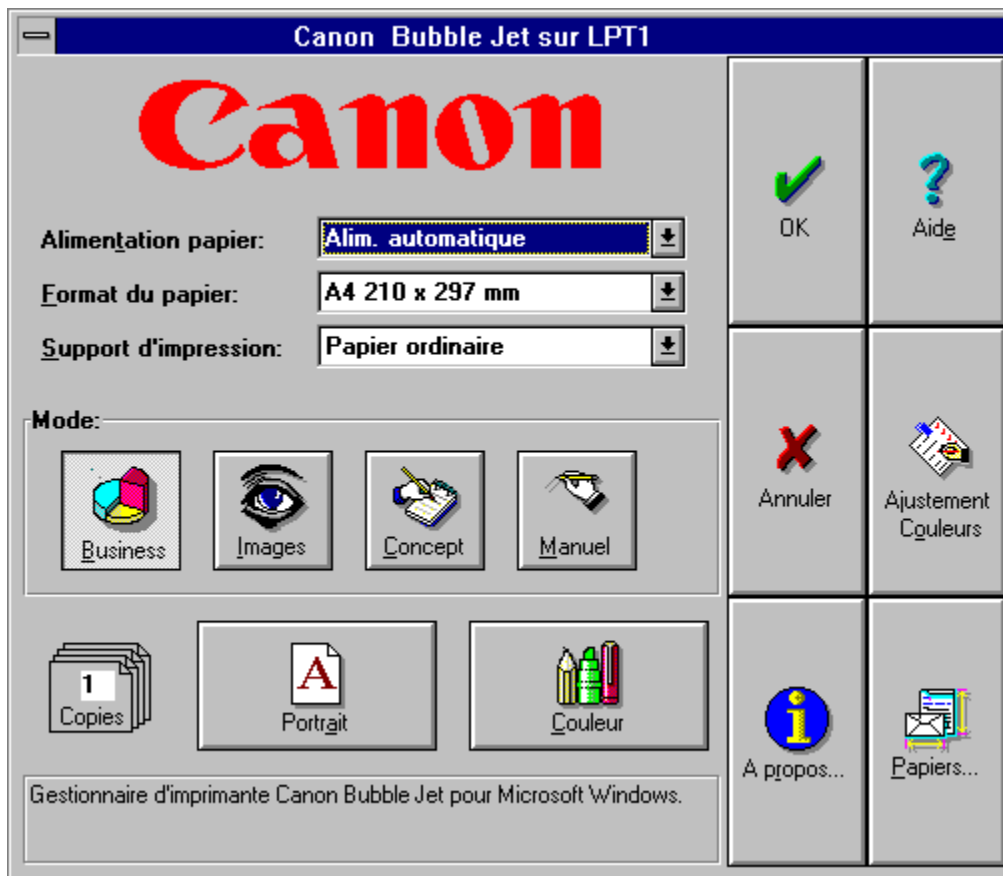 Canon Bubble Jet sur LPT1
Canon
Alimentation papier: Alim. automatique
Format du papier: A4 210 x 297 mm
Support d'impression: Papier ordinaire
Mode:
Business
Images
Concept
Manuel
1
Copies
A
Portrait
Couleur
Gestionnaire d'imprimante Canon Bubble Jet pour Microsoft Windows.
OK
Aide
Annuler
Ajustement
Couleurs
A propos...
Papiers...